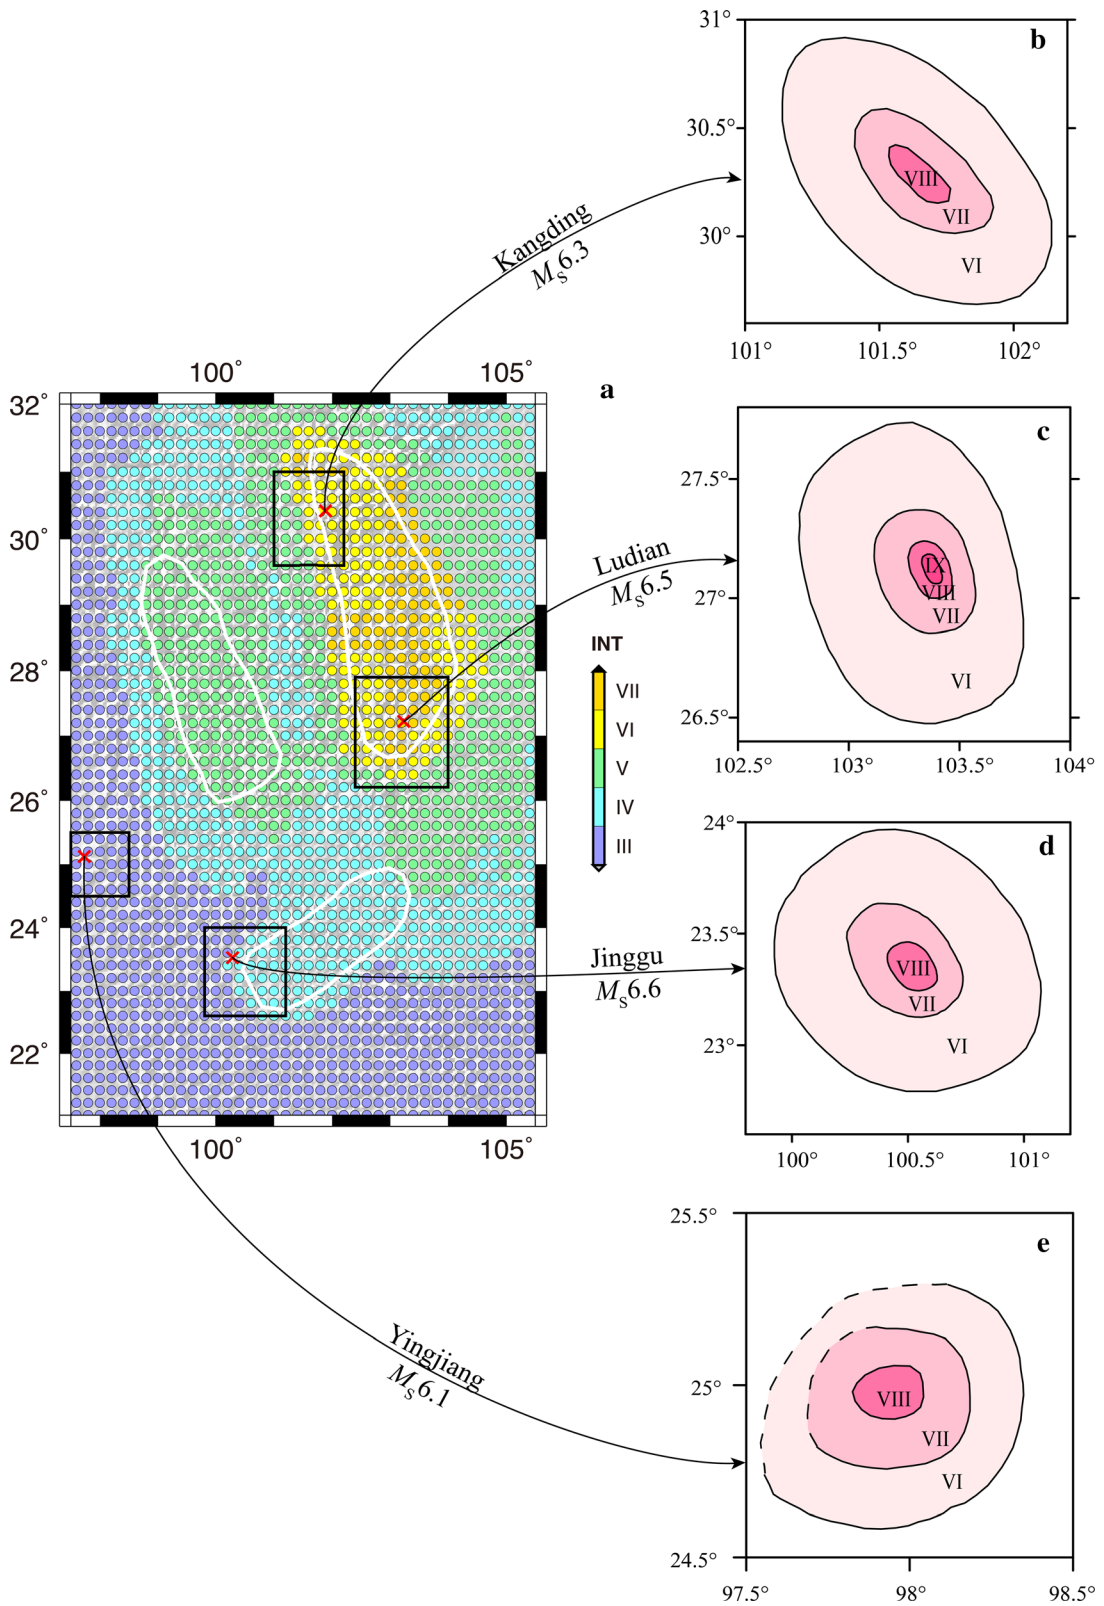 31°
b
30.5°
VIII
VII
30°
VI
101°
101.5°
102°
Kangding
Ms6.3
100°
105°
a
32°
30°
28°
26°
24°
22°
100°
105°
INT
VII
VI
V
IV
III
c
27.5°
IX
VIII
VII
27°
VI
26.5°
102.5°
103°
103.5°
104°
Ludian
Ms6.5
24°
d
23.5°
VIII
VII
23°
VI
100°
100.5°
101°
Jinggu
Ms6.6
25.5°
e
25°
VIII
VII
VI
24.5°
97.5°
98°
98.5°
Yingjiang
Ms6.1